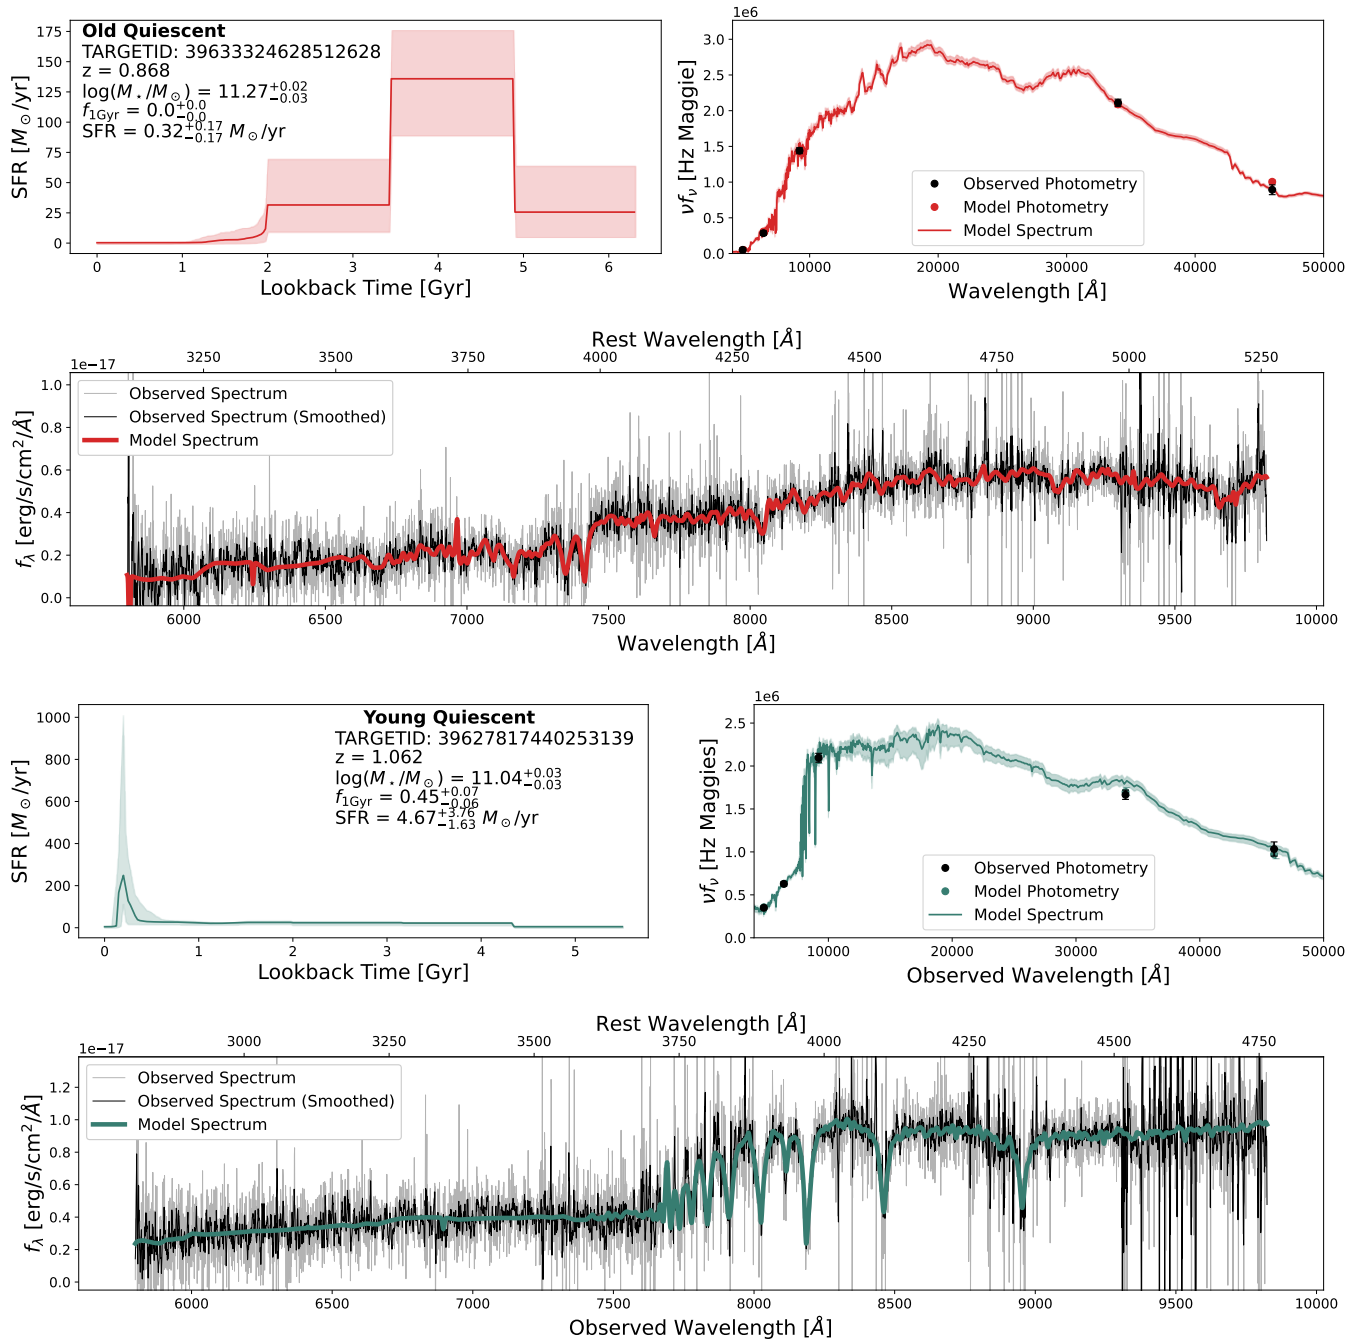 Old Quiescent
TARGETID: 39633324628512628
z = 0.868
log(M⋆/M⊙) = 11.27 +0.02 −0.03
f1Gyr = 0.0 +0.0 −0.0
SFR = 0.32 +0.17 −0.17 M⊙/yr
SFR [M⊙/yr]
175
150
125
100
75
50
25
0
0 1 2 3 4 5 6
Lookback Time [Gyr]
1e6
νfν [Hz Maggie]
3.0
2.5
2.0
1.5
1.0
0.5
0.0
Observed Photometry
Model Photometry
Model Spectrum
10000 20000 30000 40000 50000
Wavelength [Å]
Rest Wavelength [Å]
3250 3500 3750 4000 4250 4500 4750 5000 5250
1e−17
fλ [erg/s/cm²/Å]
1.0
0.8
0.6
0.4
0.2
0.0
Observed Spectrum
Observed Spectrum (Smoothed)
Model Spectrum
6000 6500 7000 7500 8000 8500 9000 9500 10000
Wavelength [Å]
Young Quiescent
TARGETID: 39627817440253139
z = 1.062
log(M⋆/M⊙) = 11.04 +0.03 −0.03
f1Gyr = 0.45 +0.07 −0.06
SFR = 4.67 +3.76 −1.63 M⊙/yr
SFR [M⊙/yr]
1000
800
600
400
200
0
0 1 2 3 4 5
Lookback Time [Gyr]
1e6
νfν [Hz Maggies]
2.5
2.0
1.5
1.0
0.5
0.0
Observed Photometry
Model Photometry
Model Spectrum
10000 20000 30000 40000 50000
Observed Wavelength [Å]
Rest Wavelength [Å]
3000 3250 3500 3750 4000 4250 4500 4750
1e−17
fλ [erg/s/cm²/Å]
1.2
1.0
0.8
0.6
0.4
0.2
0.0
Observed Spectrum
Observed Spectrum (Smoothed)
Model Spectrum
6000 6500 7000 7500 8000 8500 9000 9500 10000
Observed Wavelength [Å]